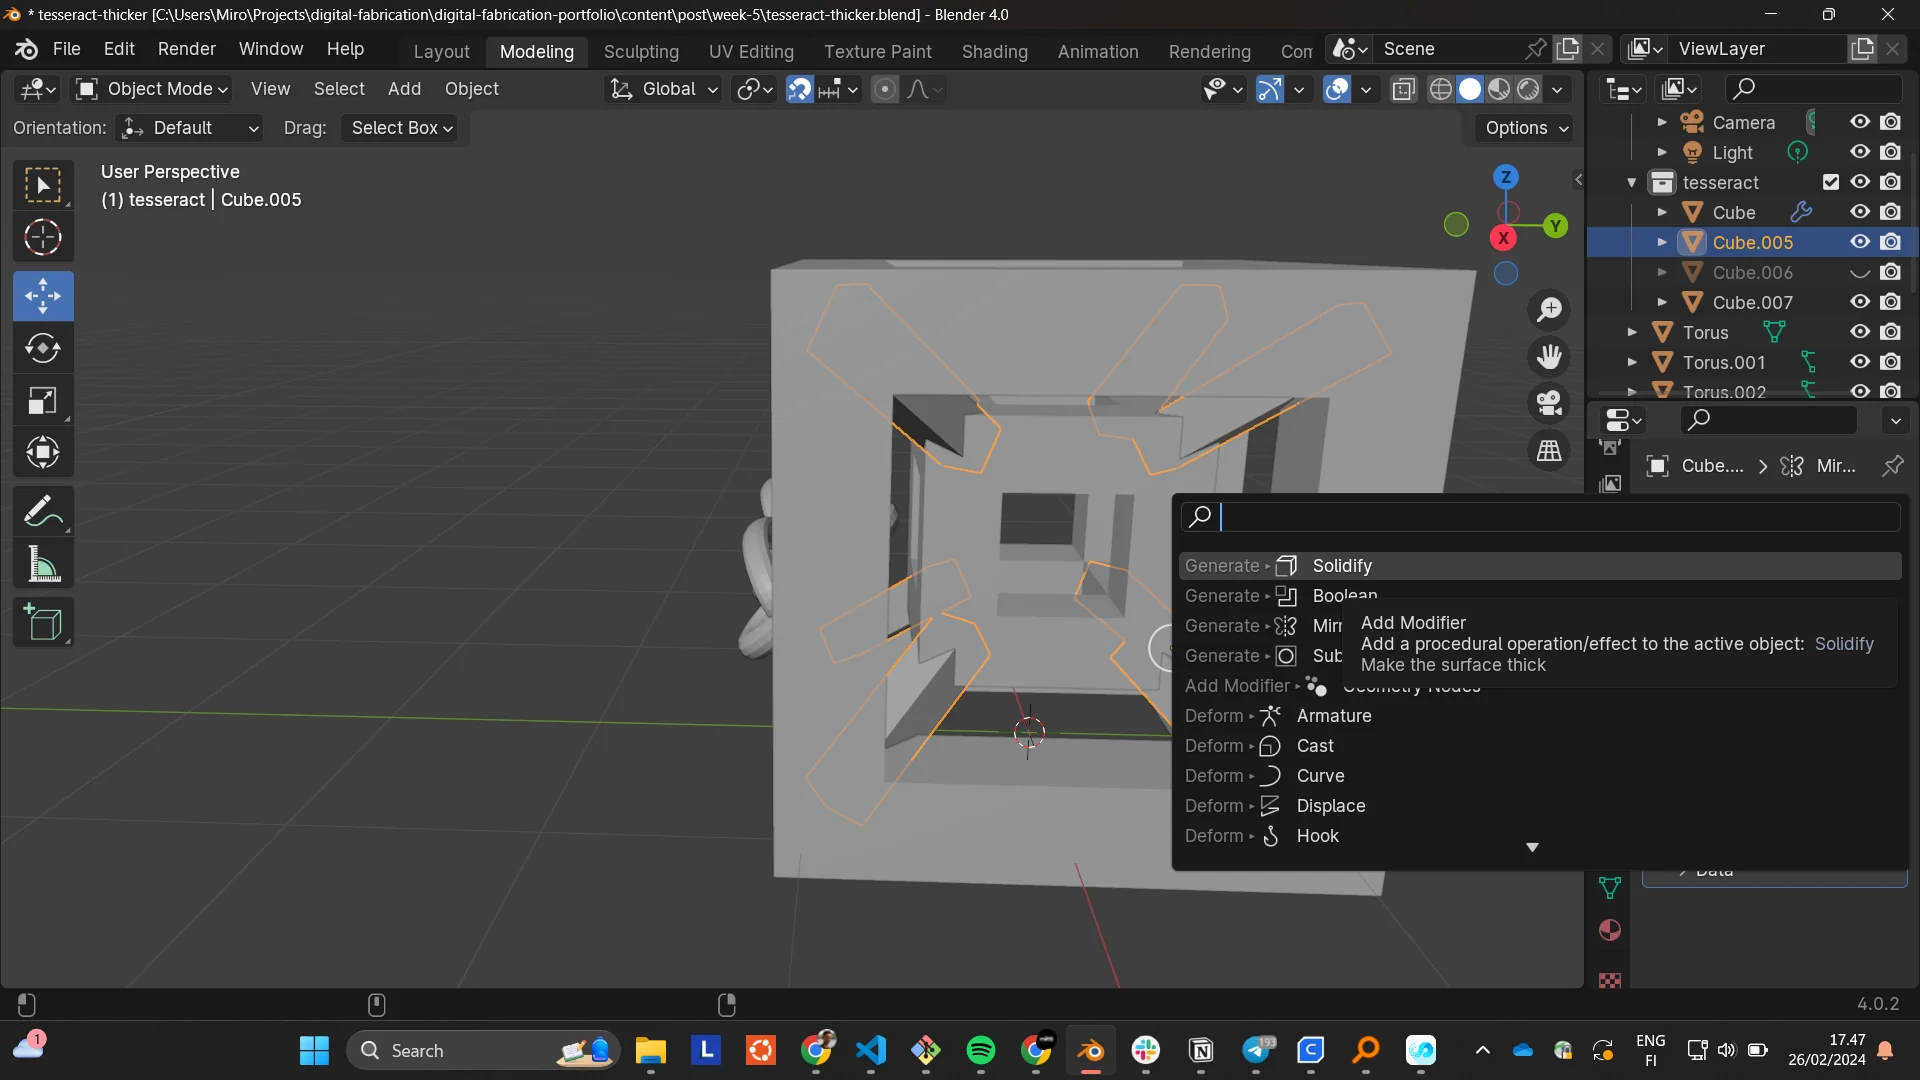 * tesseract-thicker [C:\Users\Miro\Projects\digital-fabrication\digital-fabrication-portfolio\content\post\week-5\tesseract-thicker.blend] - Blender 4.0
File Edit Render Window Help
Layout Modeling Sculpting UV Editing Texture Paint Shading Animation Rendering Com
Scene
ViewLayer
Object Mode View Select Add Object
Global
Orientation: Default Drag: Select Box
Options
User Perspective
(1) tesseract | Cube.005
Z
Y
X
Camera
Light
tesseract
Cube
Cube.005
Cube.006
Cube.007
Torus
Torus.001
Torus.002
Cube.... > Mir...
Generate Solidify
Generate Boolean
Generate Mirr
Generate Sub
Add Modifier Geometry Nodes
Deform Armature
Deform Cast
Deform Curve
Deform Displace
Deform Hook
Add Modifier
Add a procedural operation/effect to the active object: Solidify
Make the surface thick
Data
4.0.2
1
Search
L
N
193
ENG
FI
17.47
26/02/2024